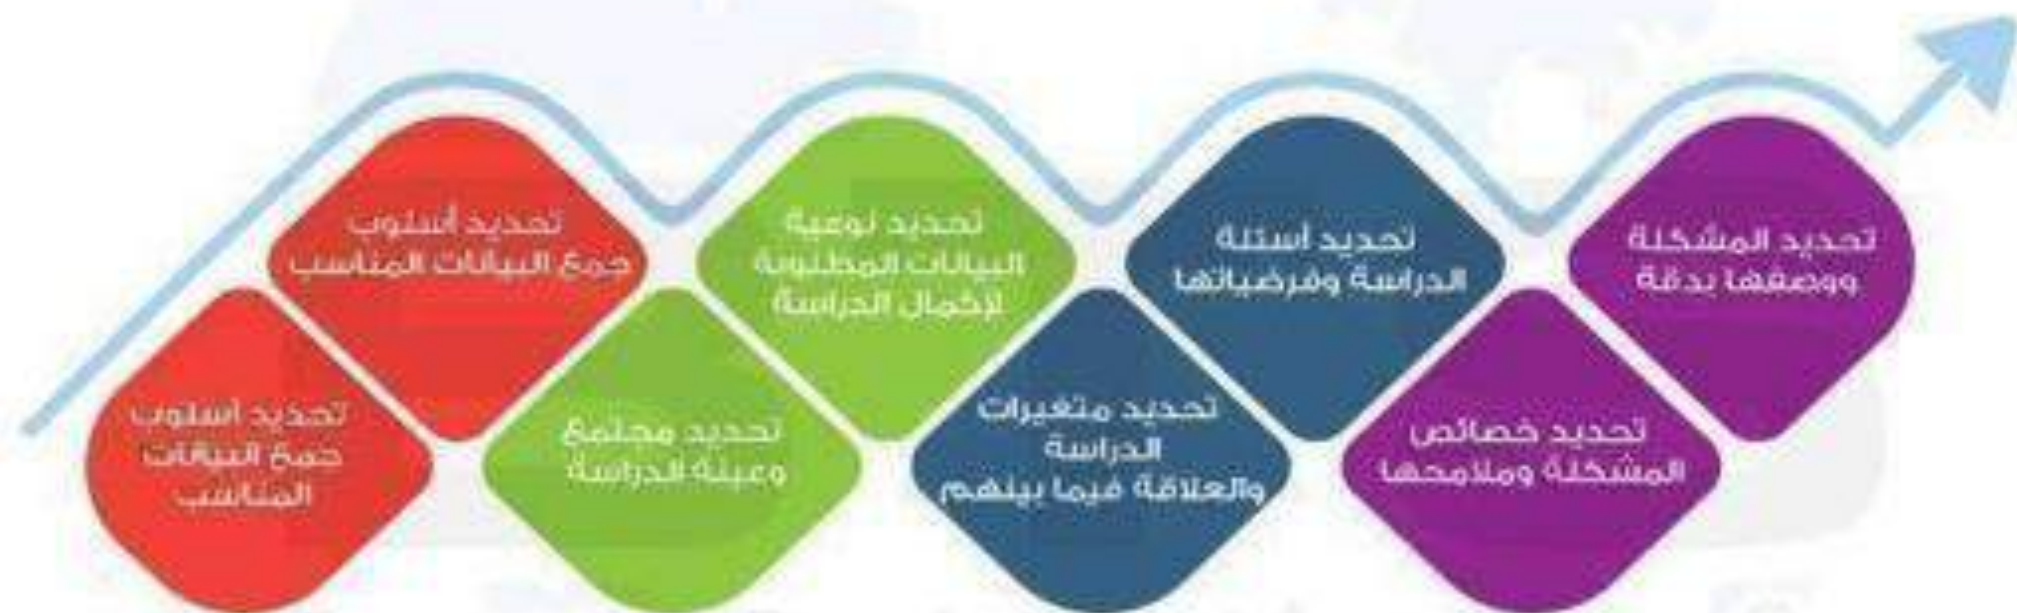 تحديد المشكلة
ووصفها بدقة
تحديد خصائص
المشكلة وملامحها
تحديد أسئلة
الدراسة وفرضياتها
تحديد متغيرات
الدراسة
والعلاقة فيما بينهم
تحديد نوعية
البيانات المطلوبة
لإكمال الدراسة
تحديد مجتمع
وعينة الدراسة
تحديد أسلوب
جمع البيانات المناسب
تحديد أسلوب
جمع البيانات
المناسب